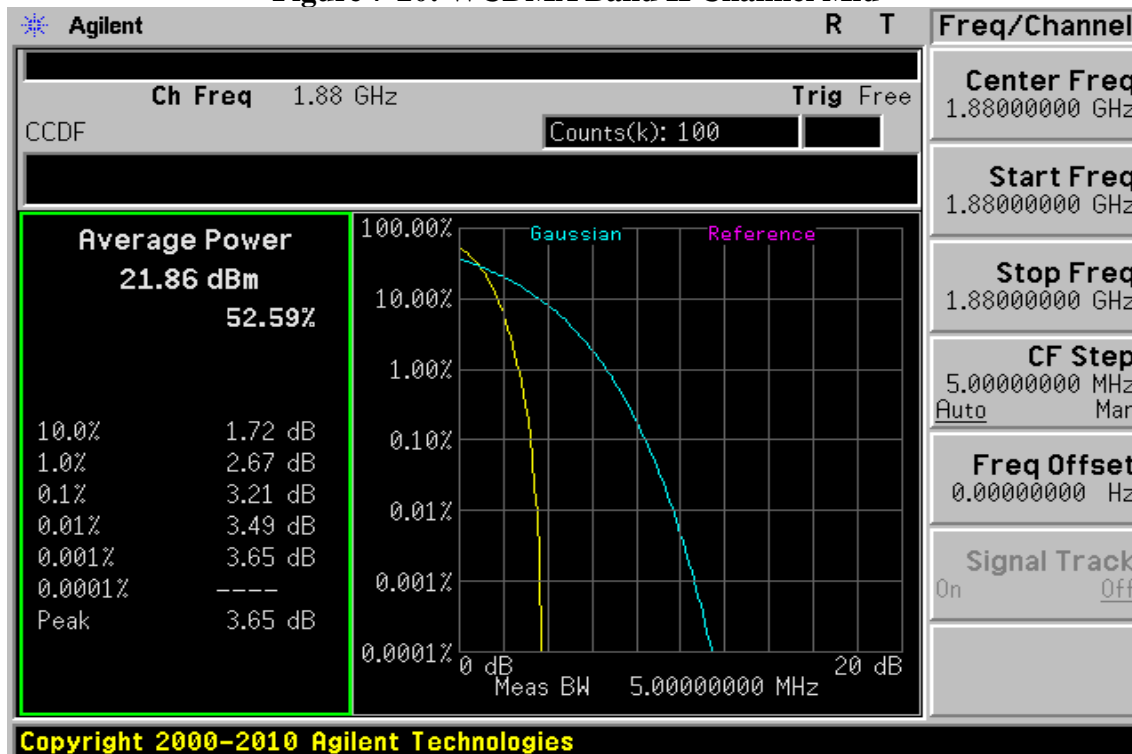 Agilent R T
Freq/Channel
Ch Freq 1.88 GHz Trig Free
CCDF Counts(k): 100
Average Power
21.86 dBm
52.59%
10.0% 1.72 dB
1.0% 2.67 dB
0.1% 3.21 dB
0.01% 3.49 dB
0.001% 3.65 dB
0.0001% ----
Peak 3.65 dB
100.00%
Gaussian Reference
10.00%
1.00%
0.10%
0.01%
0.001%
0.0001%
0 dB 20 dB
Meas BW 5.00000000 MHz
Center Freq
1.88000000 GHz
Start Freq
1.88000000 GHz
Stop Freq
1.88000000 GHz
CF Step
5.00000000 MHz
Auto Man
Freq Offset
0.00000000 Hz
Signal Track
On Off
Copyright 2000-2010 Agilent Technologies